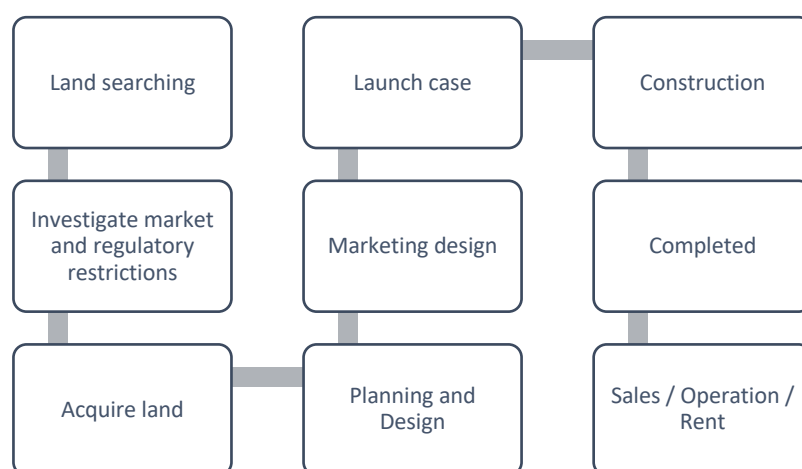 Land searching
Investigate market
and regulatory
restrictions
Acquire land
Planning and
Design
Marketing design
Launch case
Construction
Completed
Sales / Operation /
Rent